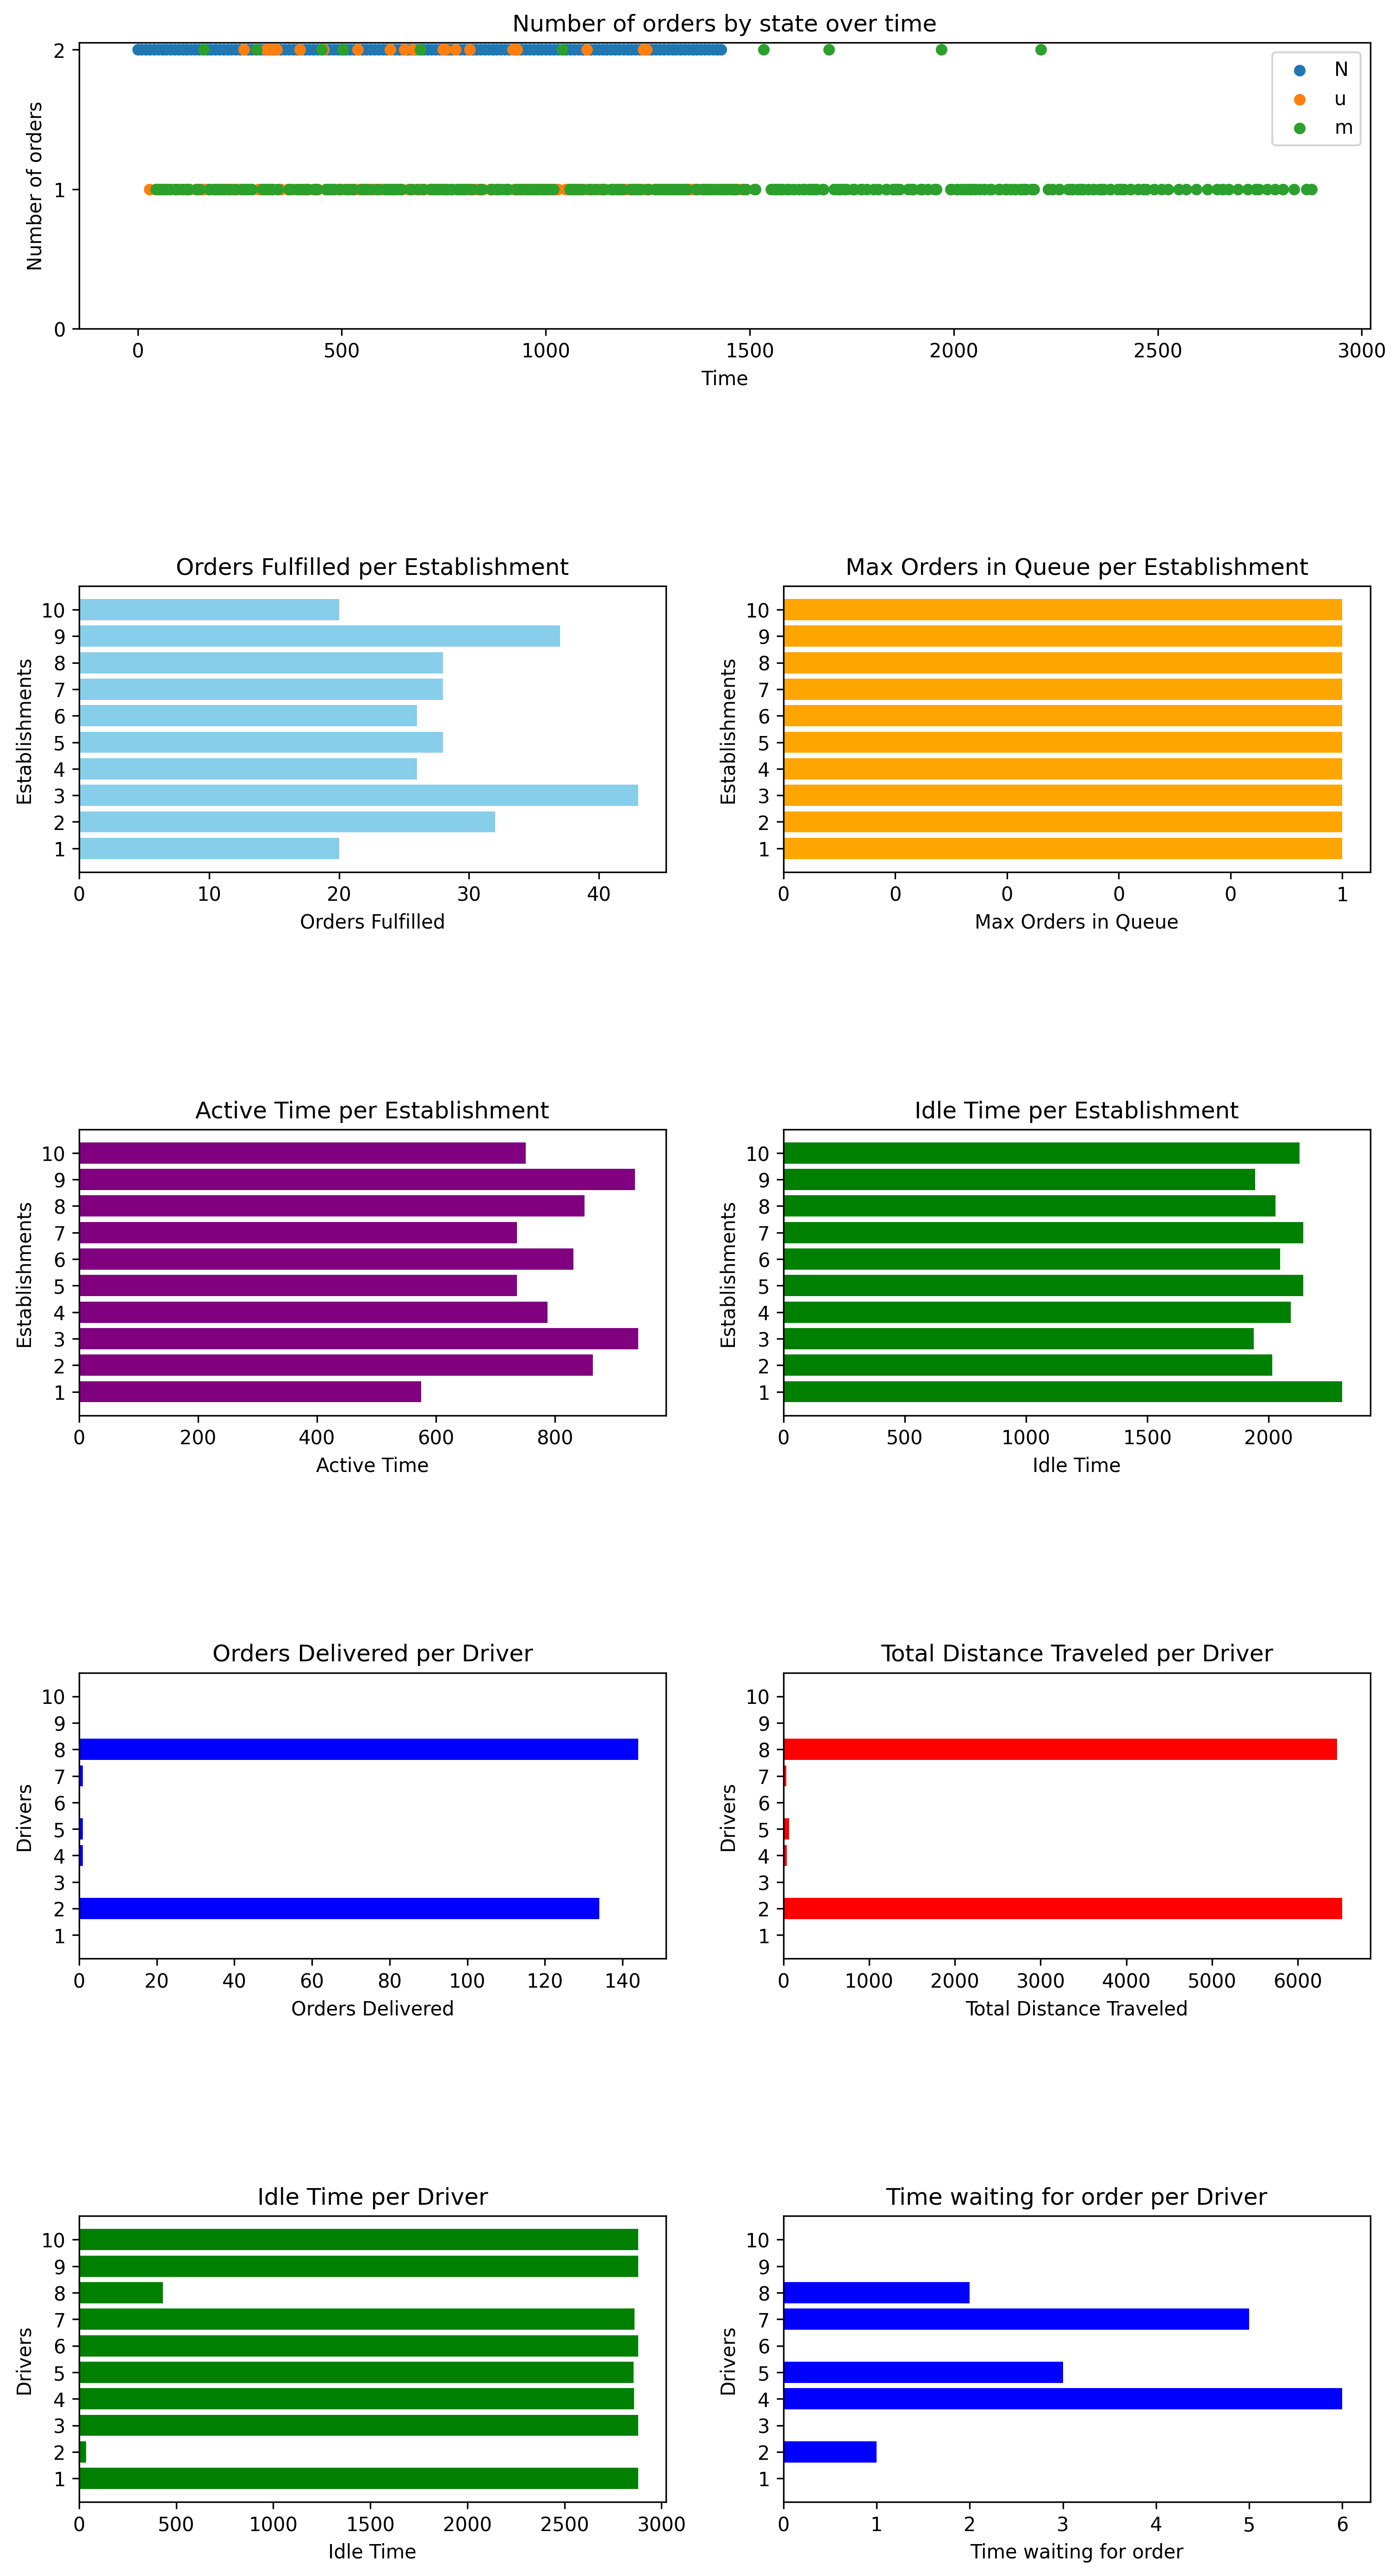 Number of orders by state over time
Number of orders
2
1
0
N
u
m
0 500 1000 1500 2000 2500 3000
Time
Orders Fulfilled per Establishment
Establishments
10
9
8
7
6
5
4
3
2
1
0 10 20 30 40
Orders Fulfilled
Max Orders in Queue per Establishment
Establishments
10
9
8
7
6
5
4
3
2
1
0 0 0 0 0 1
Max Orders in Queue
Active Time per Establishment
Establishments
10
9
8
7
6
5
4
3
2
1
0 200 400 600 800
Active Time
Idle Time per Establishment
Establishments
10
9
8
7
6
5
4
3
2
1
0 500 1000 1500 2000
Idle Time
Orders Delivered per Driver
Drivers
10
9
8
7
6
5
4
3
2
1
0 20 40 60 80 100 120 140
Orders Delivered
Total Distance Traveled per Driver
Drivers
10
9
8
7
6
5
4
3
2
1
0 1000 2000 3000 4000 5000 6000
Total Distance Traveled
Idle Time per Driver
Drivers
10
9
8
7
6
5
4
3
2
1
0 500 1000 1500 2000 2500 3000
Idle Time
Time waiting for order per Driver
Drivers
10
9
8
7
6
5
4
3
2
1
0 1 2 3 4 5 6
Time waiting for order